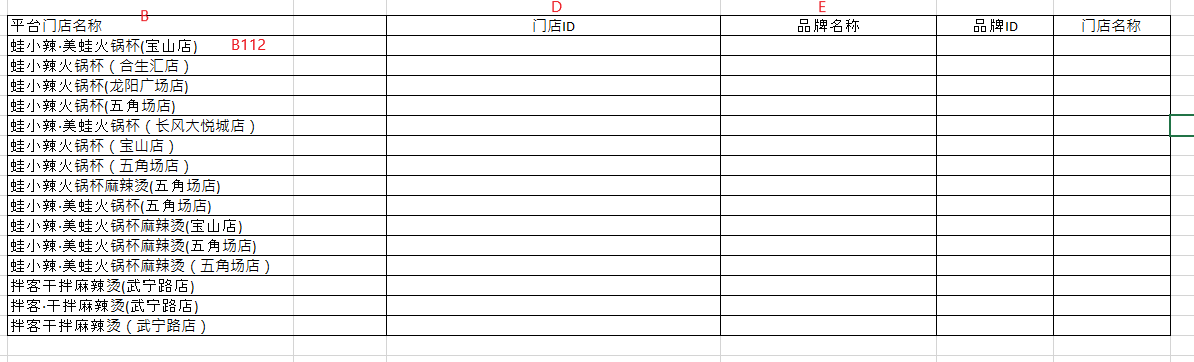 B D E
平台门店名称 门店ID 品牌名称 品牌ID 门店名称
蛙小辣·美蛙火锅杯(宝山店) B112
蛙小辣火锅杯（合生汇店）
蛙小辣火锅杯(龙阳广场店)
蛙小辣火锅杯(五角场店)
蛙小辣·美蛙火锅杯（长风大悦城店）
蛙小辣火锅杯（宝山店）
蛙小辣火锅杯（五角场店）
蛙小辣火锅杯麻辣烫(五角场店)
蛙小辣·美蛙火锅杯(五角场店)
蛙小辣·美蛙火锅杯麻辣烫(宝山店)
蛙小辣·美蛙火锅杯麻辣烫(五角场店)
蛙小辣·美蛙火锅杯麻辣烫（五角场店）
拌客干拌麻辣烫(武宁路店)
拌客·干拌麻辣烫(武宁路店)
拌客干拌麻辣烫（武宁路店）